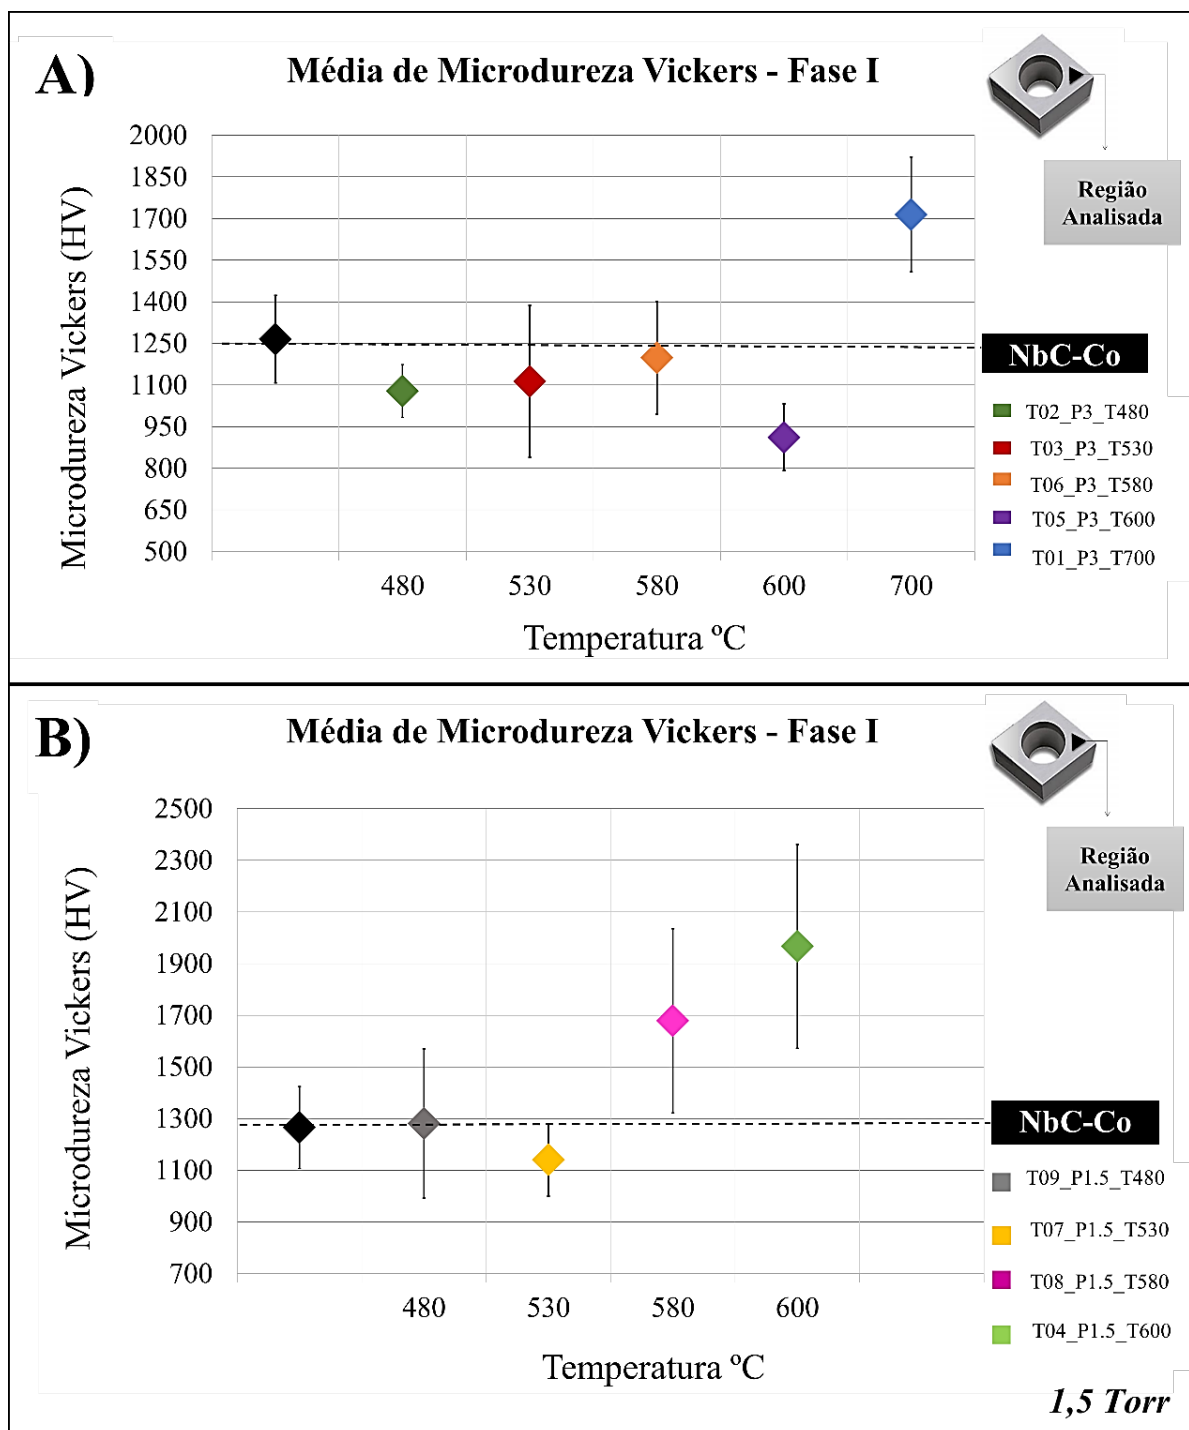 A)
Média de Microdureza Vickers - Fase I
Região
Analisada
Microdureza Vickers (HV)
2000
1850
1700
1550
1400
1250
1100
950
800
650
500
480 530 580 600 700
Temperatura ºC
NbC-Co
T02_P3_T480
T03_P3_T530
T06_P3_T580
T05_P3_T600
T01_P3_T700
B)
Média de Microdureza Vickers - Fase I
Região
Analisada
Microdureza Vickers (HV)
2500
2300
2100
1900
1700
1500
1300
1100
900
700
480 530 580 600
Temperatura ºC
NbC-Co
T09_P1.5_T480
T07_P1.5_T530
T08_P1.5_T580
T04_P1.5_T600
1,5 Torr